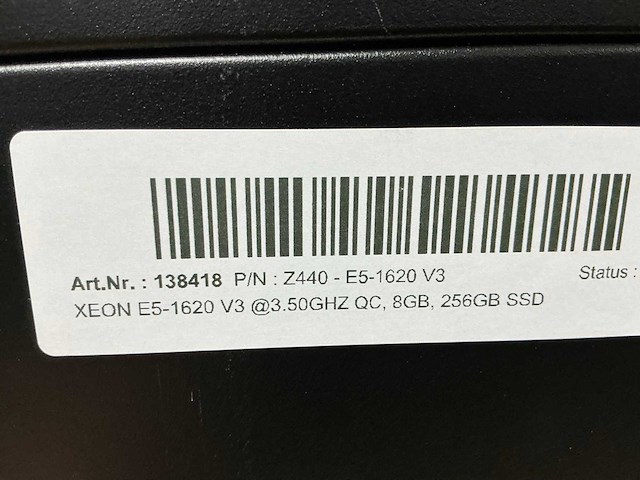 Art.Nr. : 138418 P/N : Z440 - E5-1620 V3 Status :
XEON E5-1620 V3 @3.50GHZ QC, 8GB, 256GB SSD